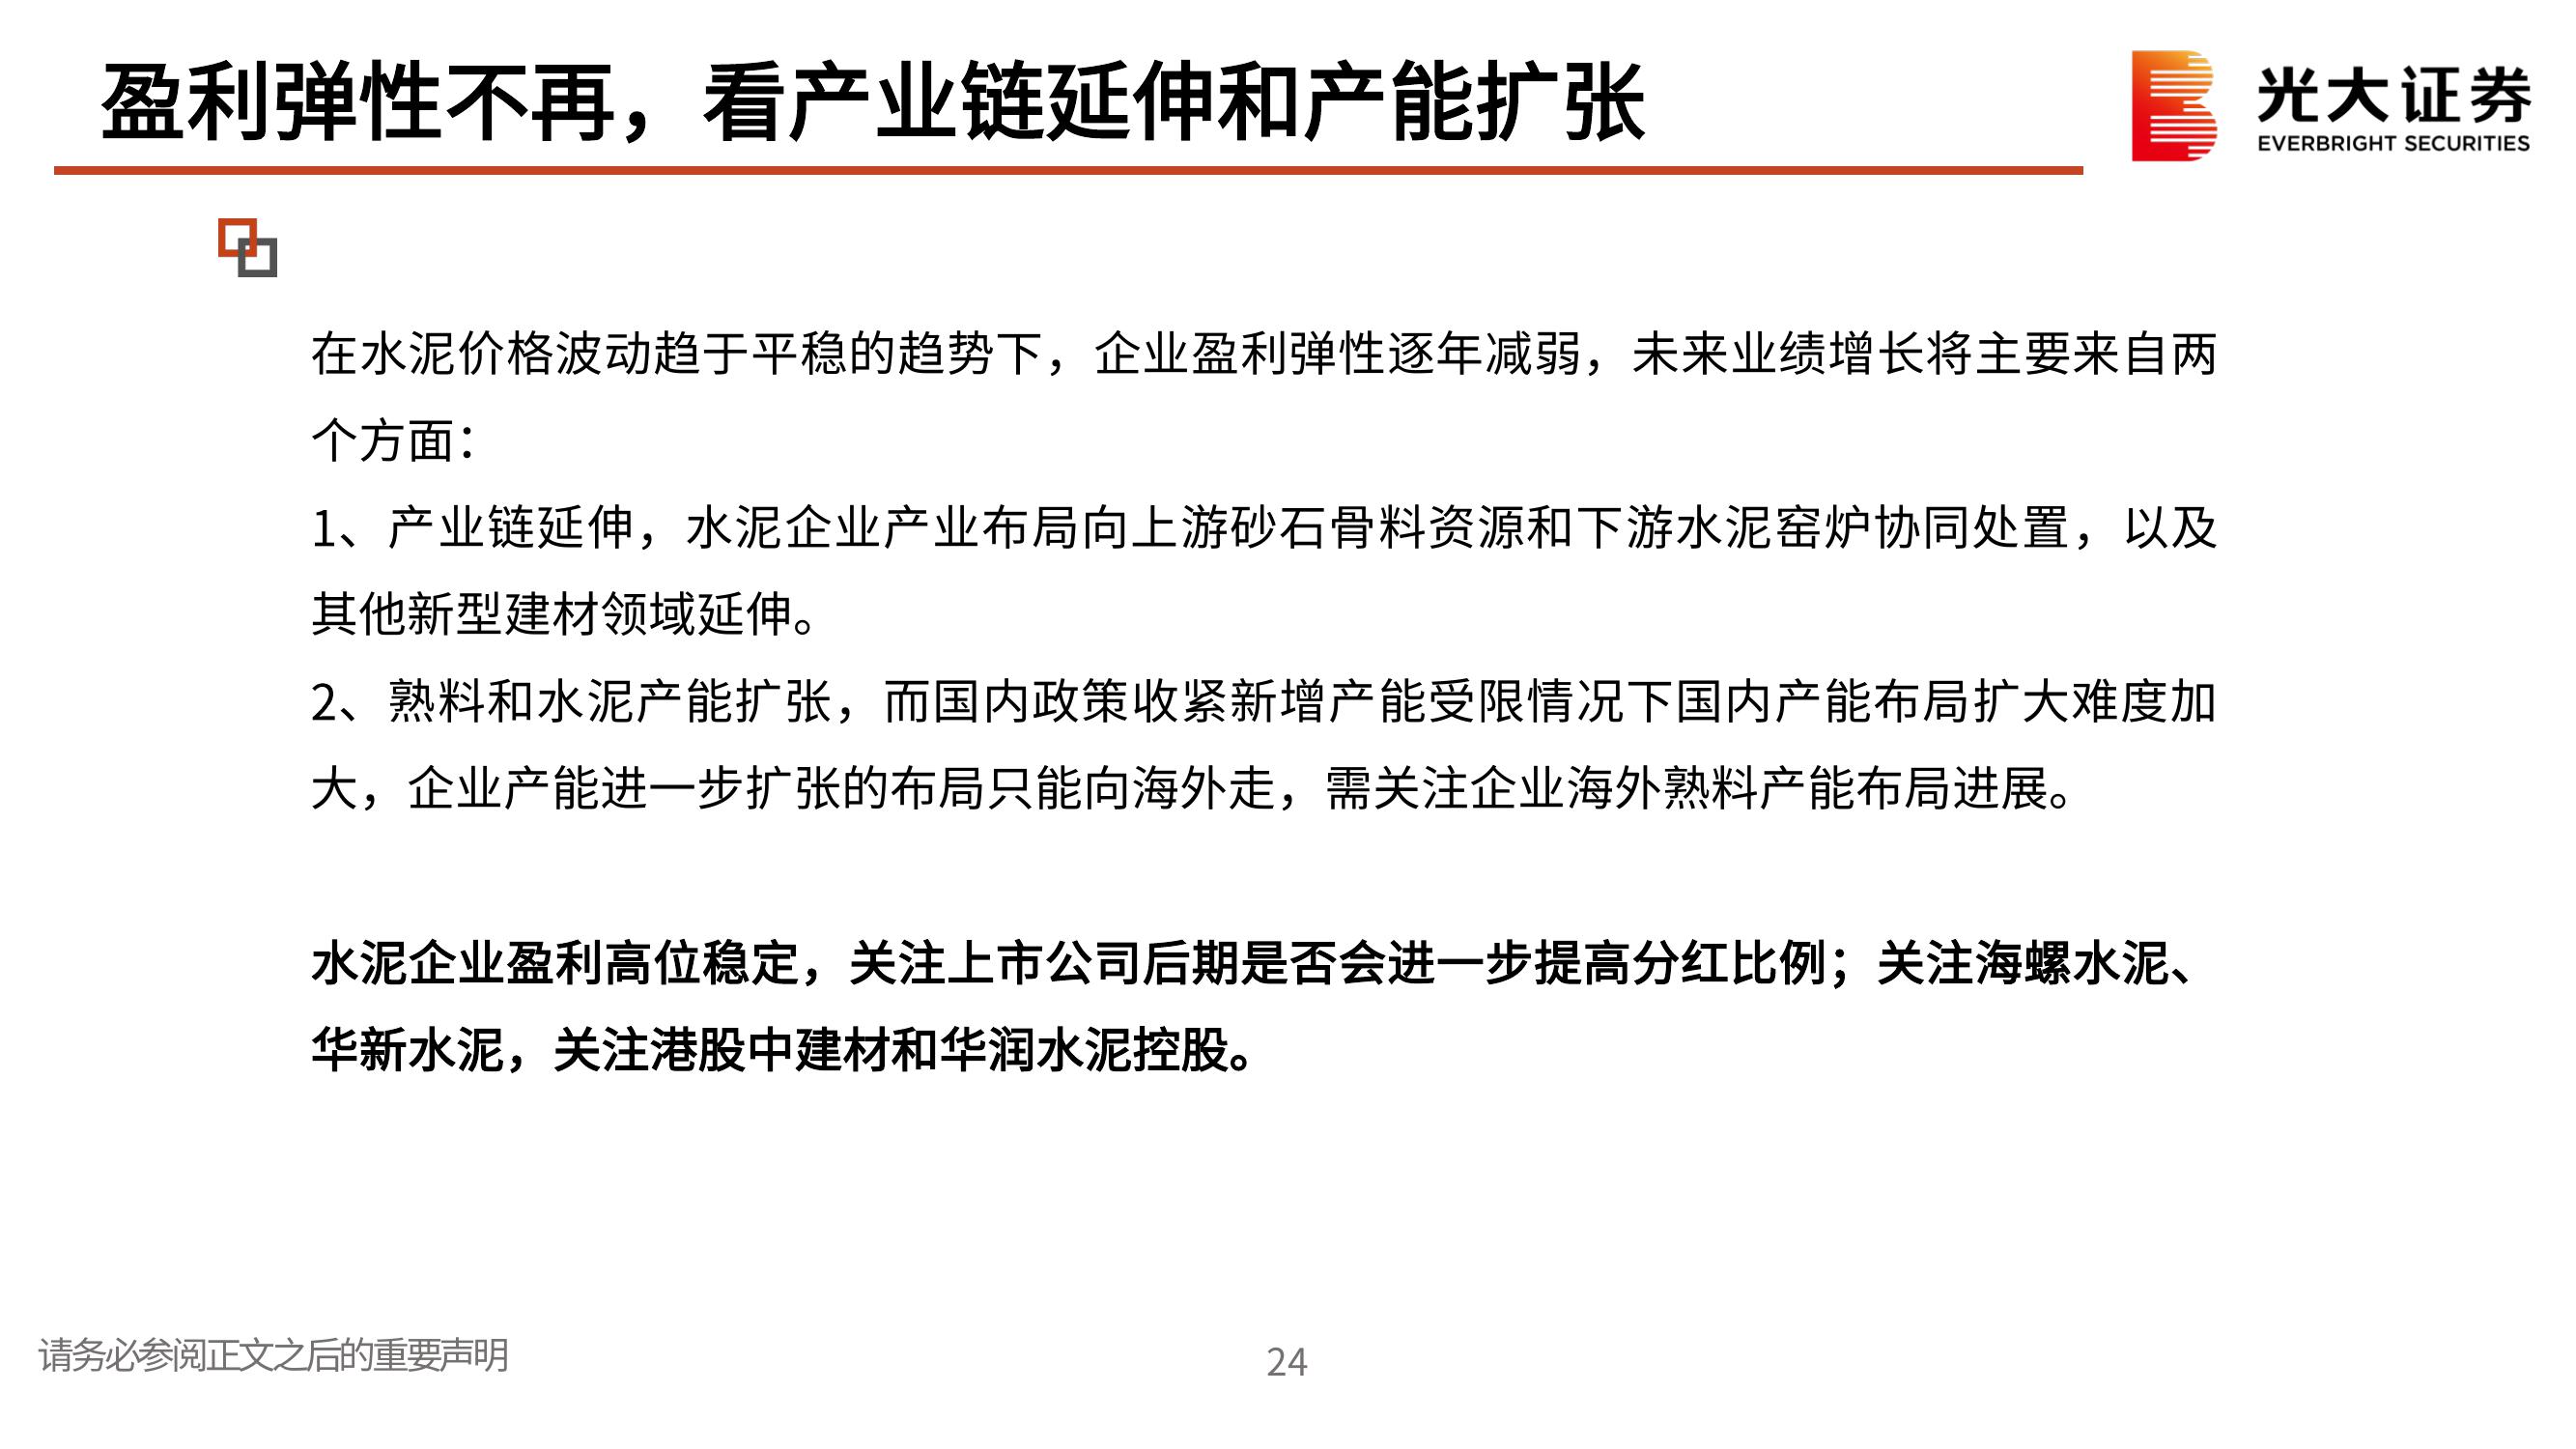 盈利弹性不再，看产业链延伸和产能扩张
光大证券
EVERBRIGHT SECURITIES
在水泥价格波动趋于平稳的趋势下，企业盈利弹性逐年减弱，未来业绩增长将主要来自两
个方面：
1、产业链延伸，水泥企业产业布局向上游砂石骨料资源和下游水泥窑炉协同处置，以及
其他新型建材领域延伸。
2、熟料和水泥产能扩张，而国内政策收紧新增产能受限情况下国内产能布局扩大难度加
大，企业产能进一步扩张的布局只能向海外走，需关注企业海外熟料产能布局进展。
水泥企业盈利高位稳定，关注上市公司后期是否会进一步提高分红比例；关注海螺水泥、
华新水泥，关注港股中建材和华润水泥控股。
请务必参阅正文之后的重要声明
24